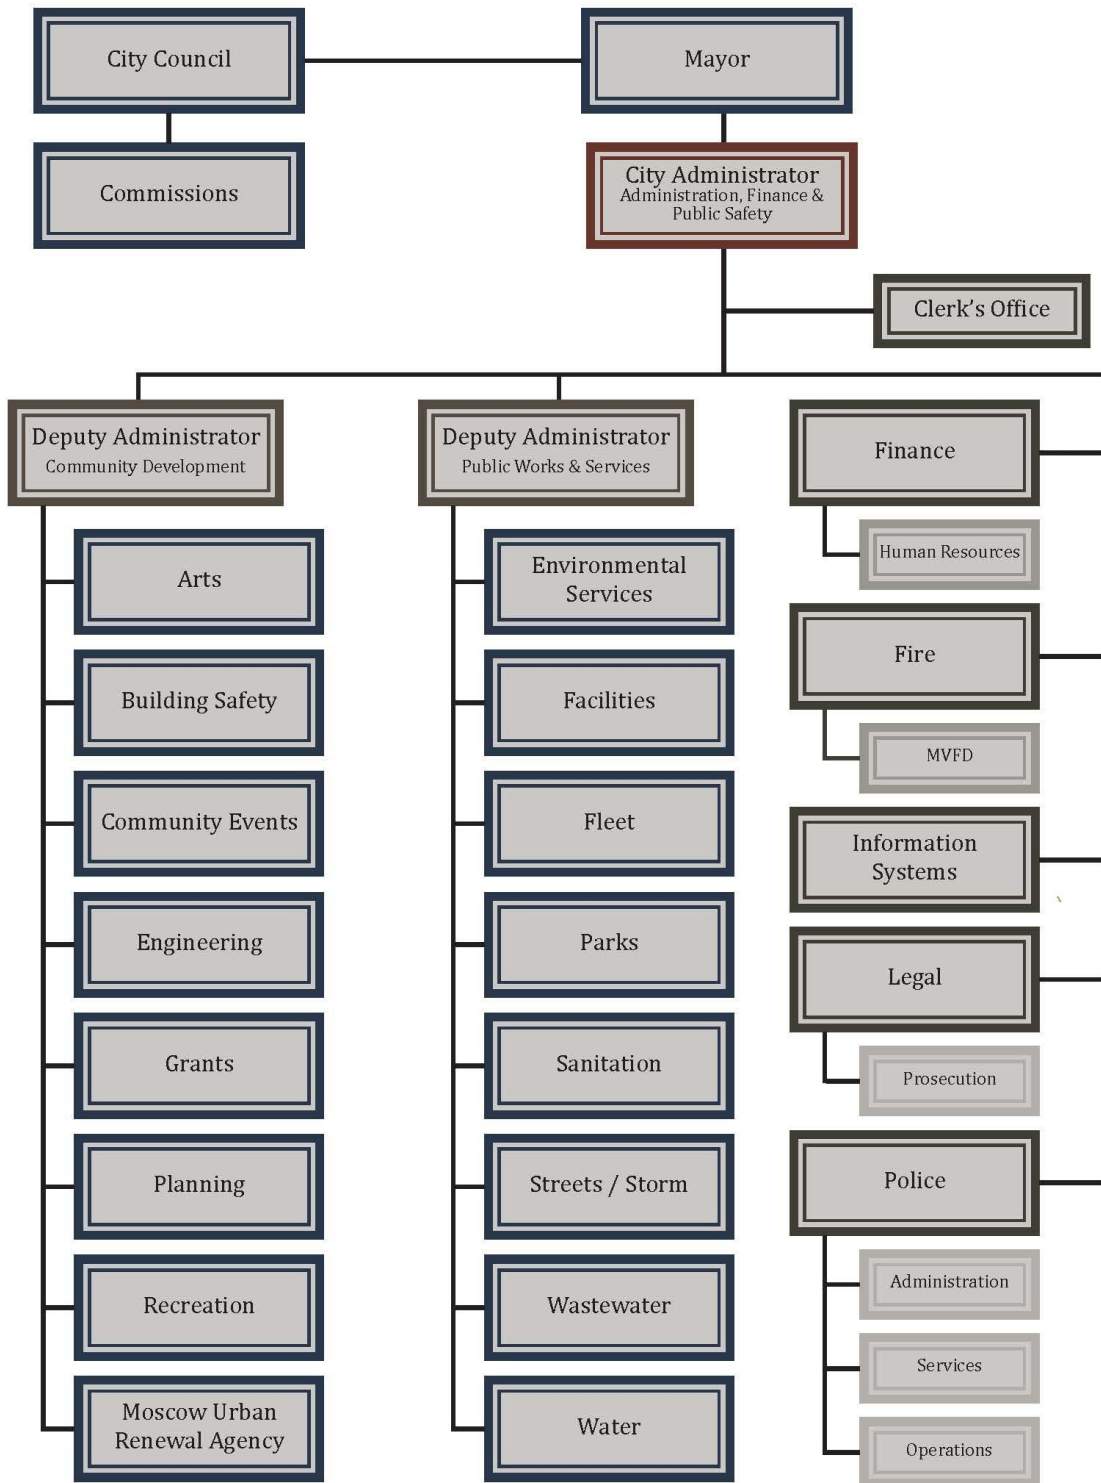 City Council
Mayor
Commissions
City Administrator
Administration, Finance &
Public Safety
Clerk's Office
Deputy Administrator
Community Development
Arts
Building Safety
Community Events
Engineering
Grants
Planning
Recreation
Moscow Urban
Renewal Agency
Deputy Administrator
Public Works & Services
Environmental
Services
Facilities
Fleet
Parks
Sanitation
Streets / Storm
Wastewater
Water
Finance
Human Resources
Fire
MVFD
Information
Systems
Legal
Prosecution
Police
Administration
Services
Operations